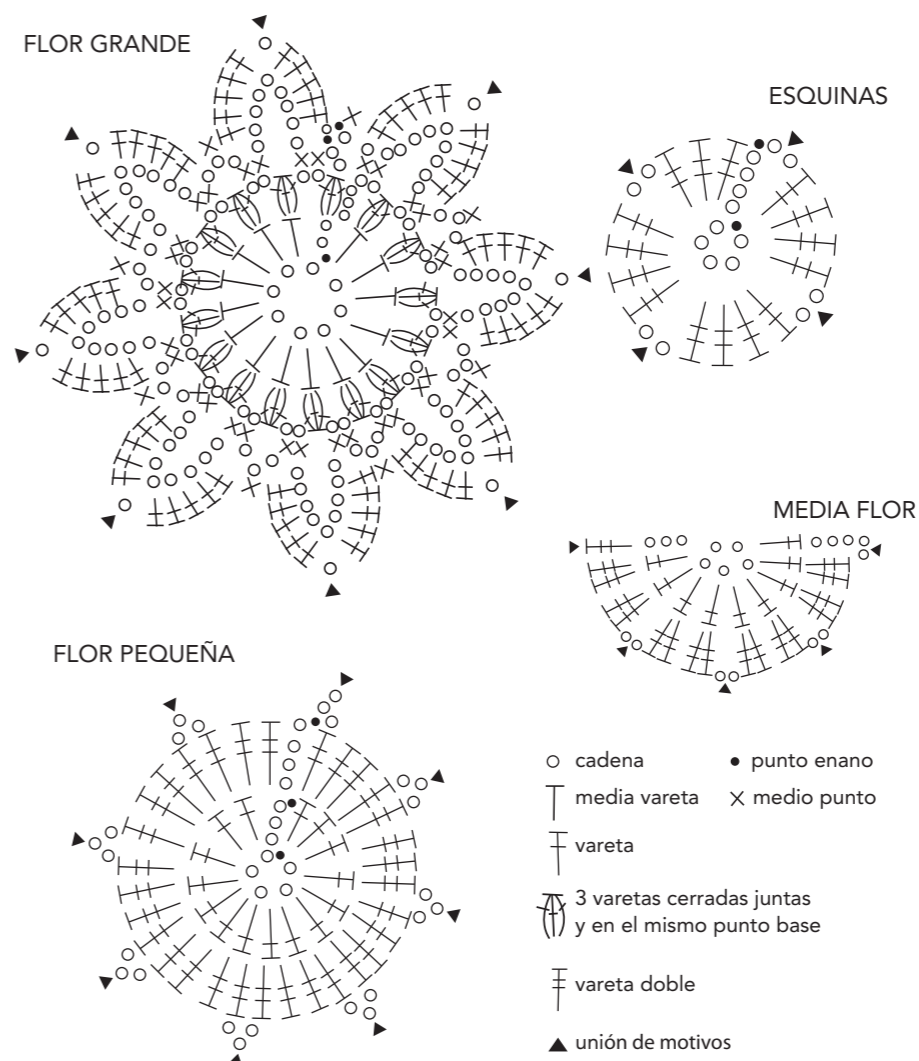 FLOR GRANDE
ESQUINAS
MEDIA FLOR
FLOR PEQUEÑA
cadena
punto enano
media vareta
medio punto
vareta
3 varetas cerradas juntas
y en el mismo punto base
vareta doble
unión de motivos